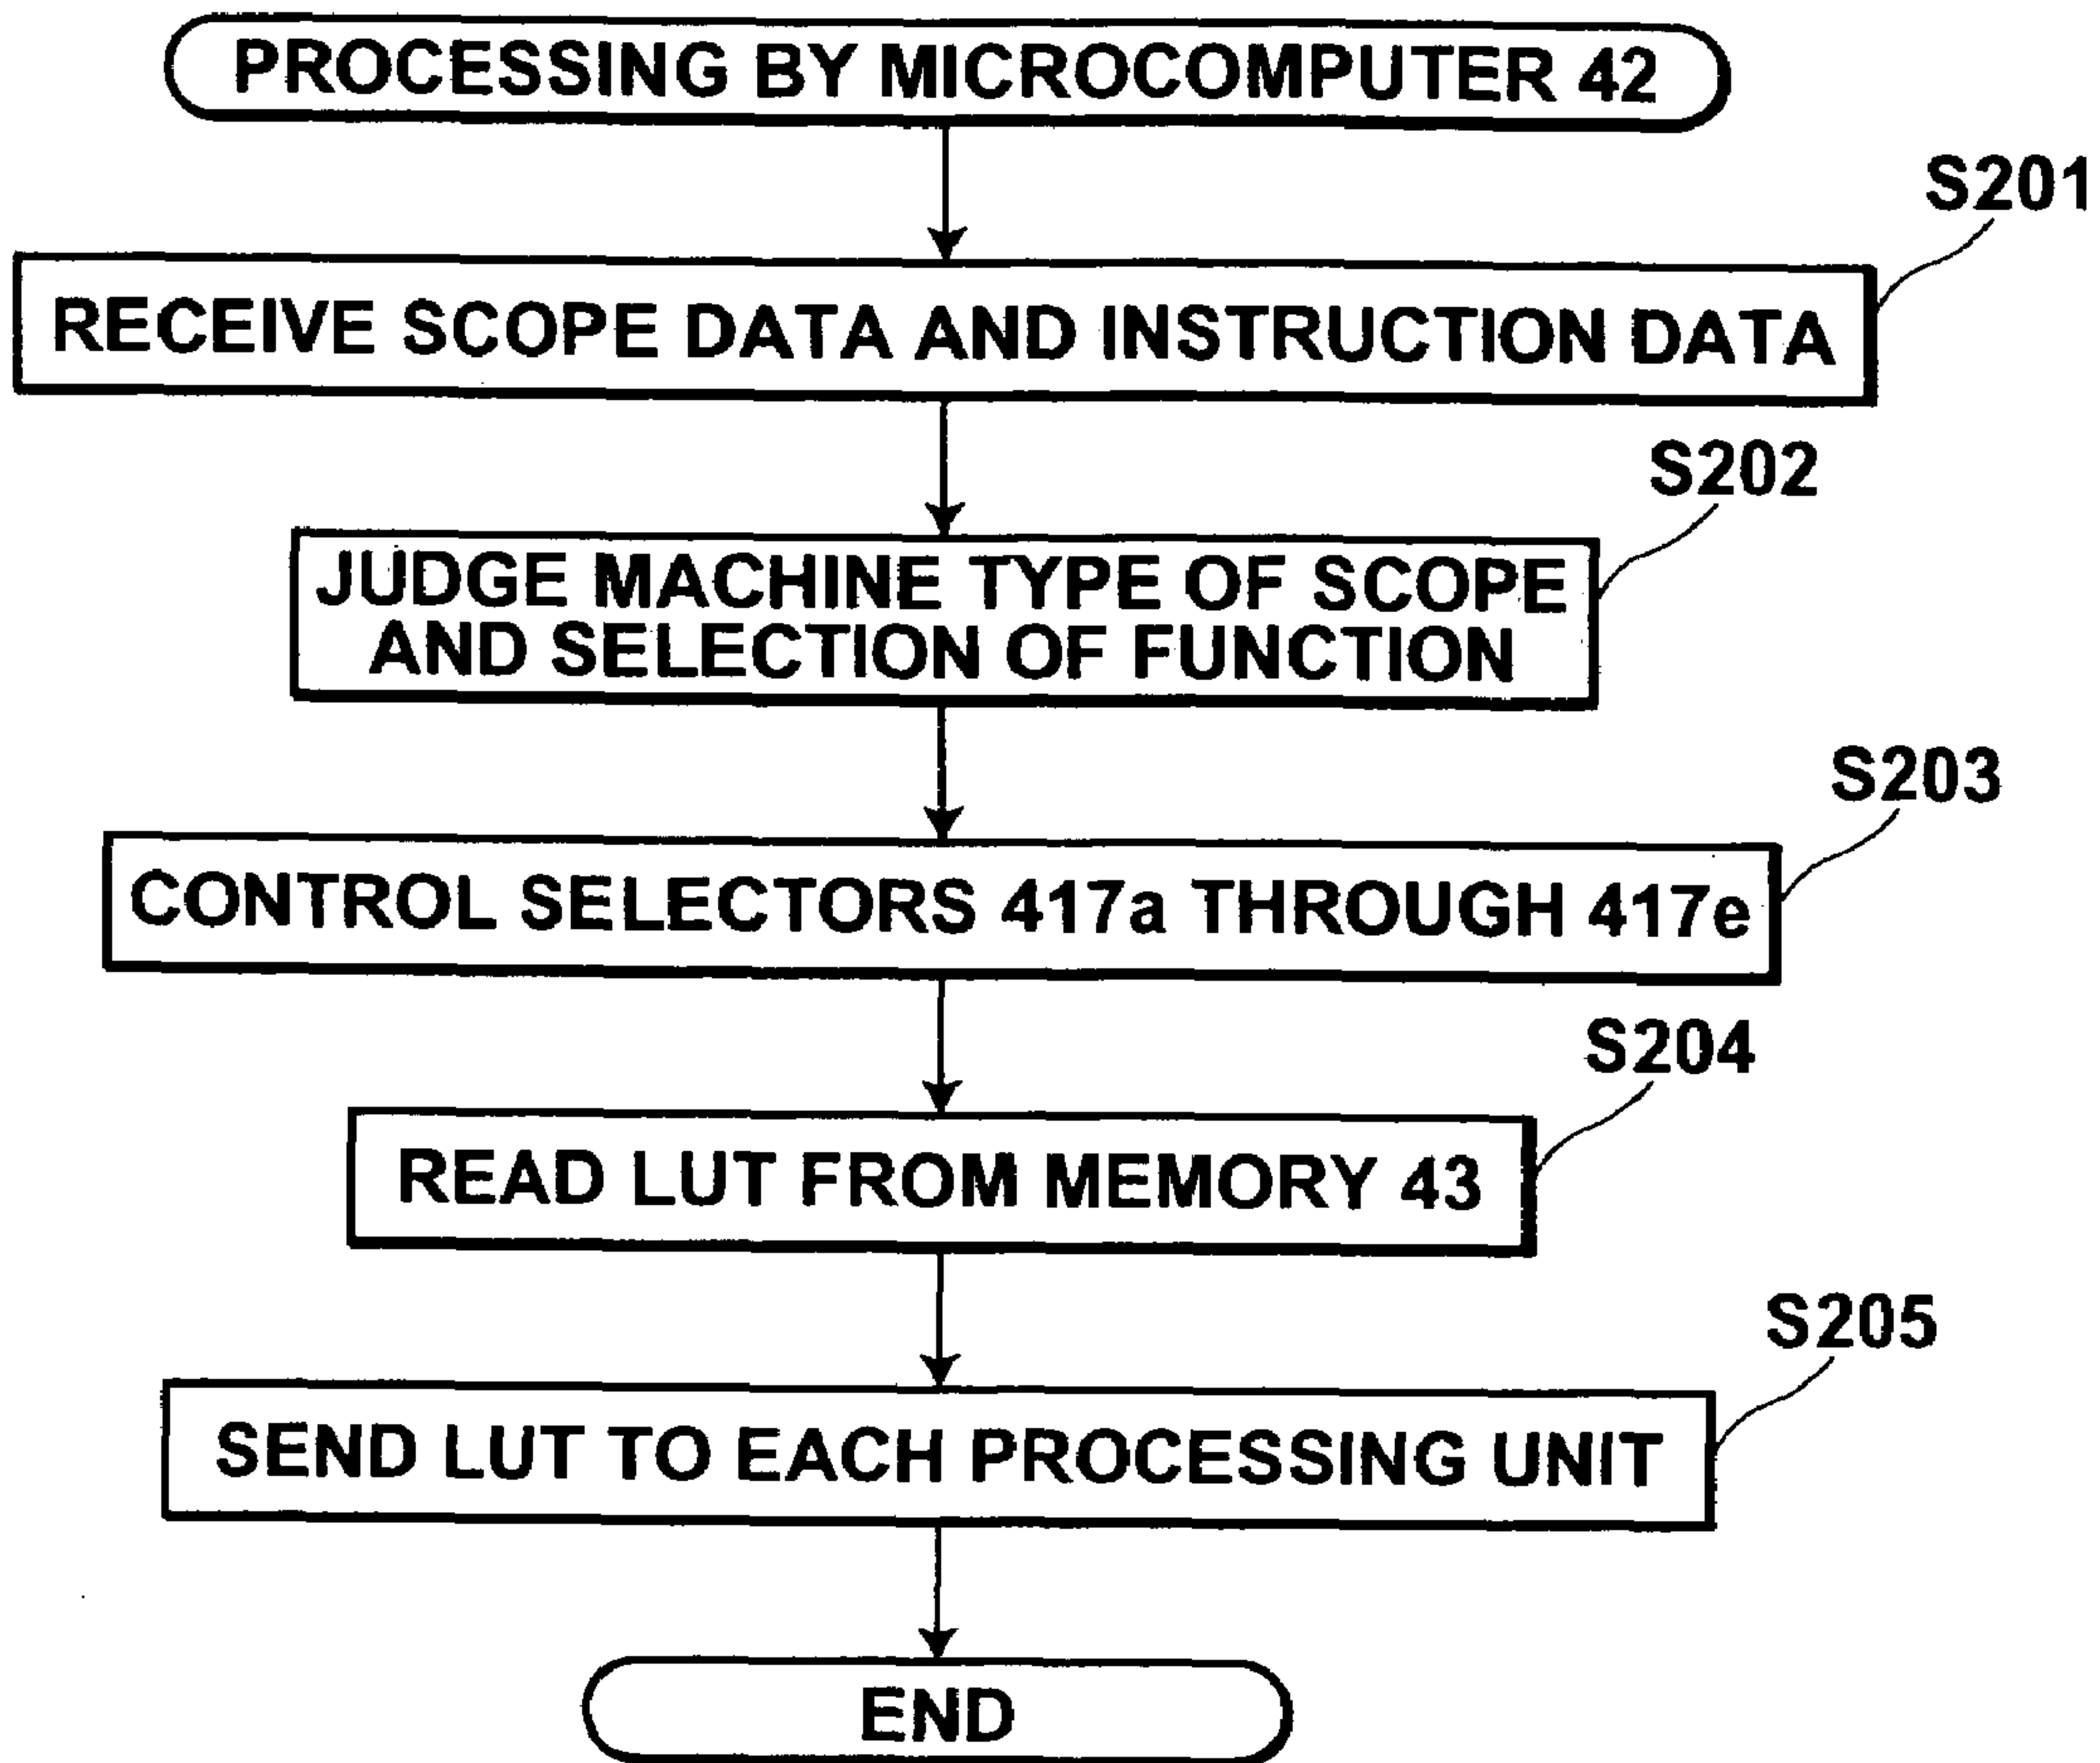 PROCESSING BY MICROCOMPUTER 42
S201
RECEIVE SCOPE DATA AND INSTRUCTION DATA
S202
JUDGE MACHINE TYPE OF SCOPE
AND SELECTION OF FUNCTION
S203
CONTROL SELECTORS 417a THROUGH 417e
S204
READ LUT FROM MEMORY 43
S205
SEND LUT TO EACH PROCESSING UNIT
END